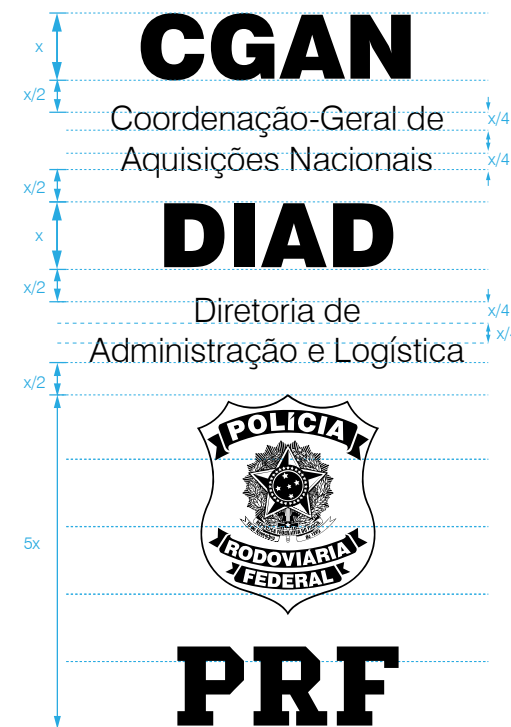 x
CGAN
x/2
Coordenação-Geral de
x/4
Aquisições Nacionais
x/4
x/2
x
DIAD
x/2
Diretoria de
x/4
Administração e Logística
x/2
POLÍCIA
RODOVIÁRIA
FEDERAL
5x
PRF